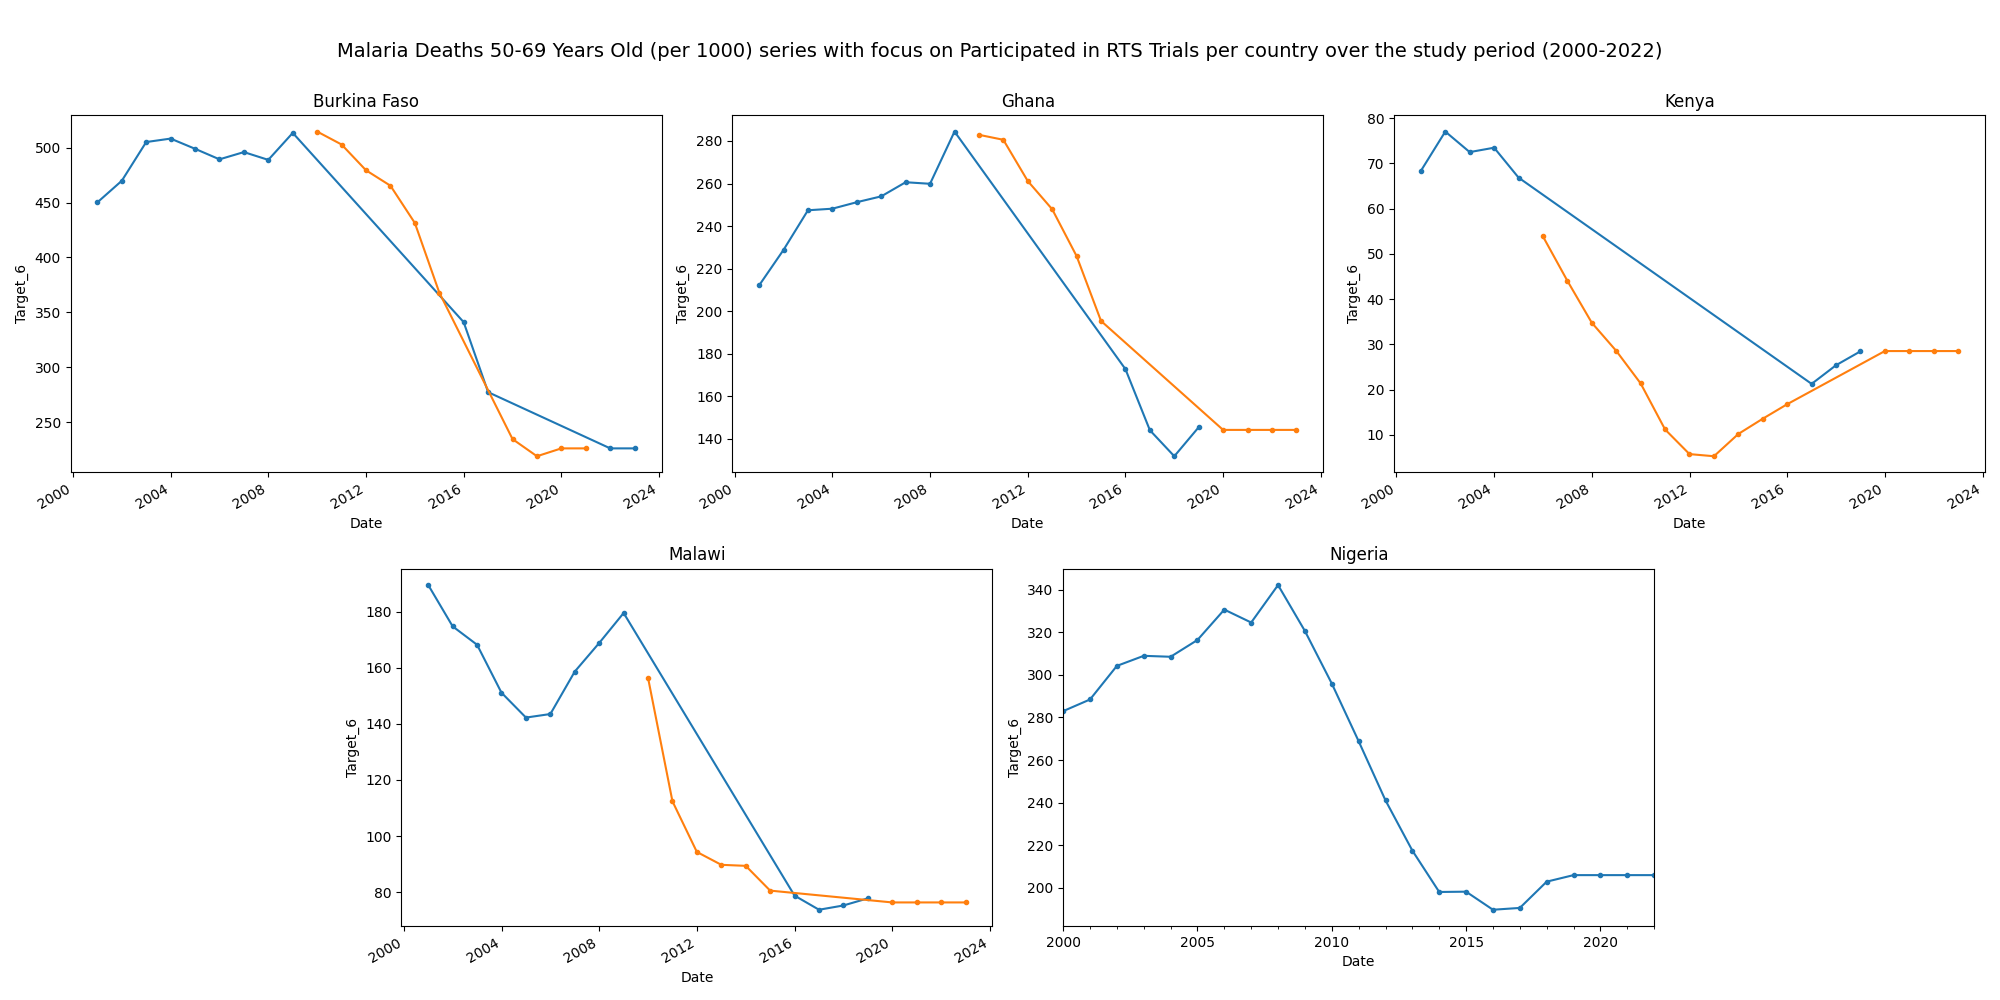 Malaria Deaths 50-69 Years Old (per 1000) series with focus on Participated in RTS Trials per country over the study period (2000-2022)
Burkina Faso
Target_6
500
450
400
350
300
250
2000 2004 2008 2012 2016 2020 2024
Date
Ghana
Target_6
280
260
240
220
200
180
160
140
2000 2004 2008 2012 2016 2020 2024
Date
Kenya
Target_6
80
70
60
50
40
30
20
10
2000 2004 2008 2012 2016 2020 2024
Date
Malawi
Target_6
180
160
140
120
100
80
2000 2004 2008 2012 2016 2020 2024
Date
Nigeria
Target_6
340
320
300
280
260
240
220
200
2000 2005 2010 2015 2020
Date